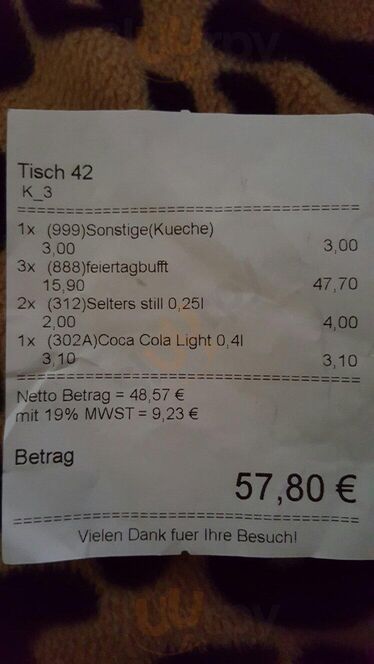 Tisch 42
K_3
==========================================
1x (999)Sonstige(Kueche)
3,00 3,00
3x (888)feiertagbufft
15,90 47,70
2x (312)Selters still 0,25l
2,00 4,00
1x (302A)Coca Cola Light 0,4l
3,10 3,10
==========================================
Netto Betrag = 48,57 €
mit 19% MWST = 9,23 €
Betrag
57,80 €
==========================================
Vielen Dank fuer Ihre Besuch!